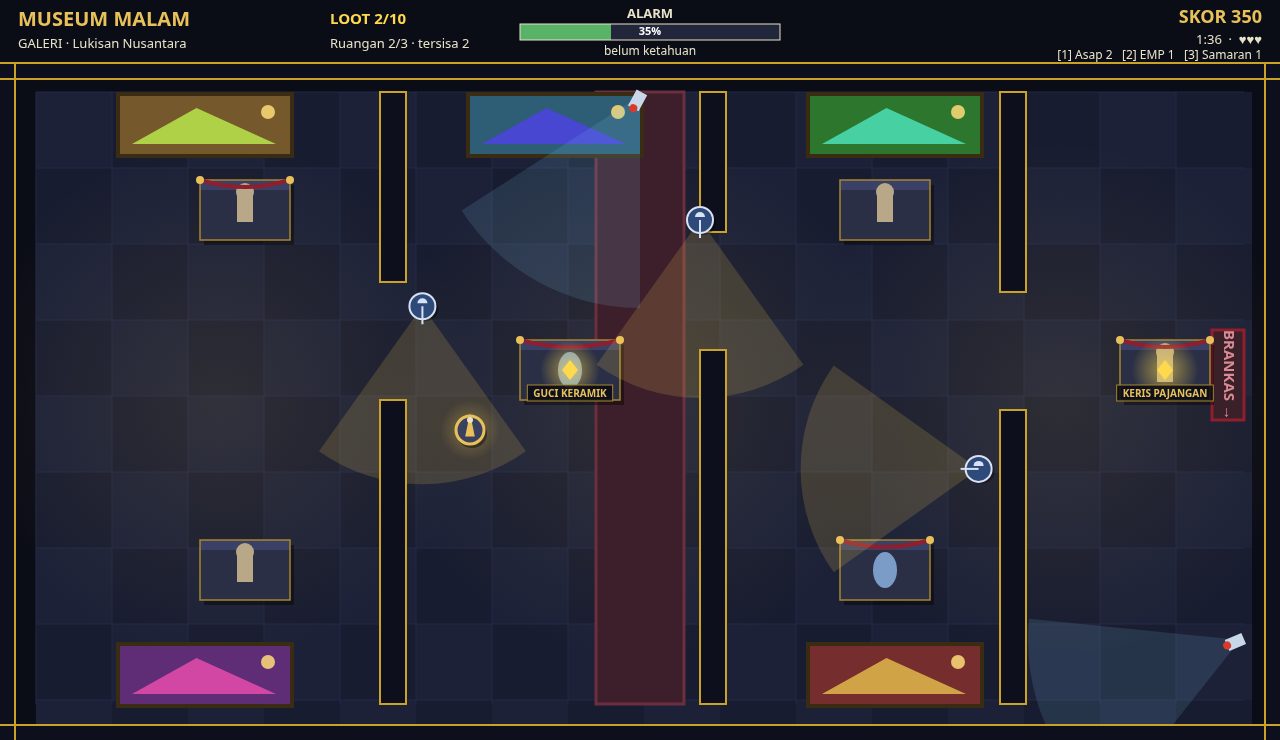 MUSEUM MALAM
GALERI · Lukisan Nusantara
LOOT 2/10
Ruangan 2/3 · tersisa 2
ALARM
35%
belum ketahuan
SKOR 350
1:36 · ♥♥♥
[1] Asap 2 [2] EMP 1 [3] Samaran 1
GUCI KERAMIK
KERIS PAJANGAN
BRANKAS →